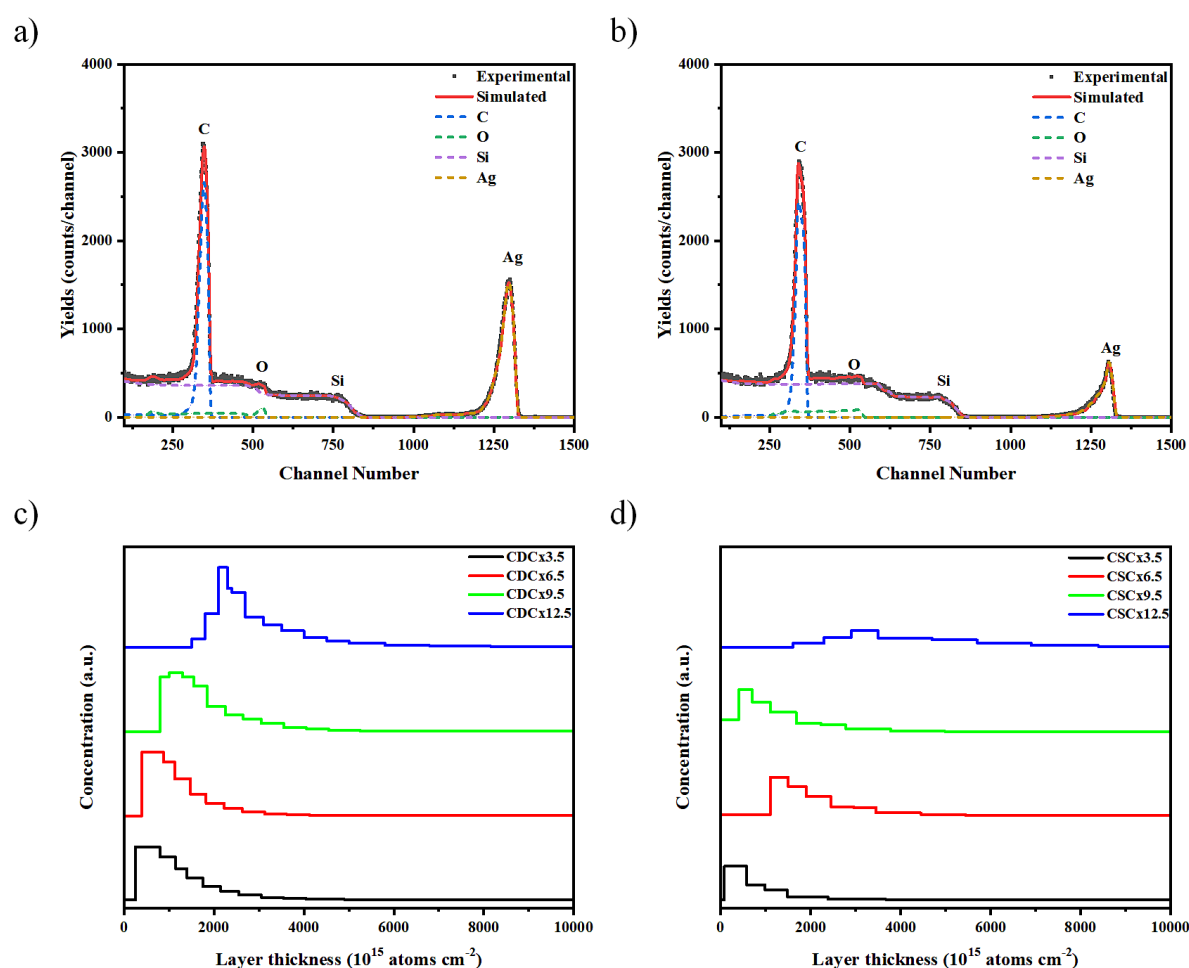 a)
4000
3000
2000
1000
0
Yields (counts/channel)
250
500
750
1000
1250
1500
Channel Number
Experimental
Simulated
C
O
Si
Ag
C
O
Si
Ag
b)
4000
3000
2000
1000
0
Yields (counts/channel)
250
500
750
1000
1250
1500
Channel Number
Experimental
Simulated
C
O
Si
Ag
C
O
Si
Ag
c)
Concentration (a.u.)
CDCx3.5
CDCx6.5
CDCx9.5
CDCx12.5
0
2000
4000
6000
8000
10000
Layer thickness (10¹⁵ atoms cm⁻²)
d)
Concentration (a.u.)
CSCx3.5
CSCx6.5
CSCx9.5
CSCx12.5
0
2000
4000
6000
8000
10000
Layer thickness (10¹⁵ atoms cm⁻²)